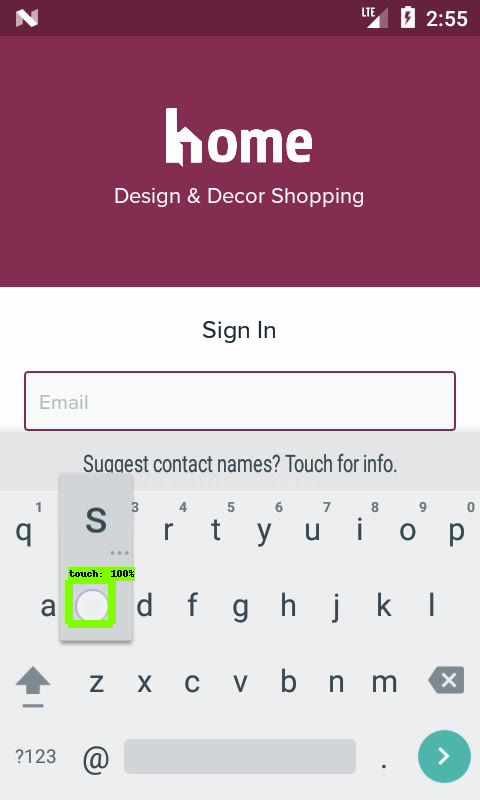 LTE 2:55
home
Design & Decor Shopping
Sign In
Email
Suggest contact names? Touch for info.
1 3 4 5 6 7 8 9 0
q r t y u i o p
s
...
touch: 100%
a d f g h j k l
z x c v b n m
?123 @ .